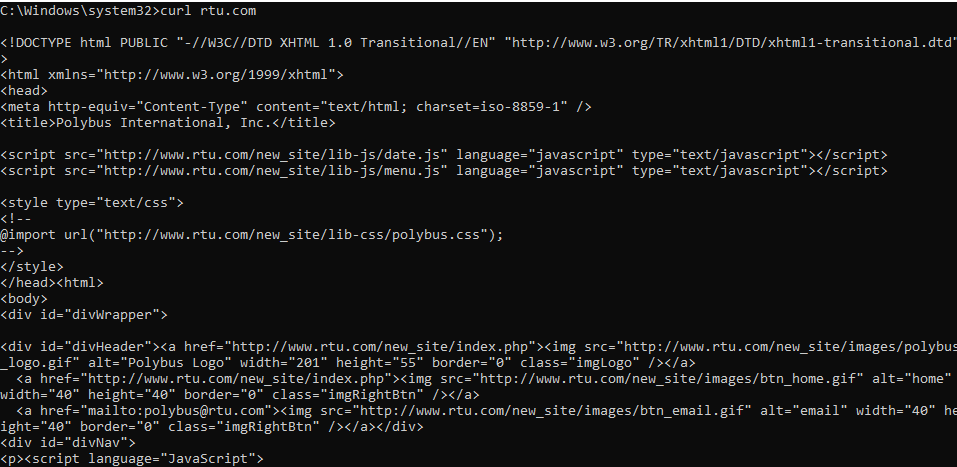 C:\Windows\system32>curl rtu.com
<!DOCTYPE html PUBLIC "-//W3C//DTD XHTML 1.0 Transitional//EN" "http://www.w3.org/TR/xhtml1/DTD/xhtml1-transitional.dtd"
>
<html xmlns="http://www.w3.org/1999/xhtml">
<head>
<meta http-equiv="Content-Type" content="text/html; charset=iso-8859-1" />
<title>Polybus International, Inc.</title>
<script src="http://www.rtu.com/new_site/lib-js/date.js" language="javascript" type="text/javascript"></script>
<script src="http://www.rtu.com/new_site/lib-js/menu.js" language="javascript" type="text/javascript"></script>
<style type="text/css">
<!--
@import url("http://www.rtu.com/new_site/lib-css/polybus.css");
-->
</style>
</head><html>
<body>
<div id="divWrapper">
<div id="divHeader"><a href="http://www.rtu.com/new_site/index.php"><img src="http://www.rtu.com/new_site/images/polybus
_logo.gif" alt="Polybus Logo" width="201" height="55" border="0" class="imgLogo" /></a>
<a href="http://www.rtu.com/new_site/index.php"><img src="http://www.rtu.com/new_site/images/btn_home.gif" alt="home"
width="40" height="40" border="0" class="imgRightBtn" /></a>
<a href="mailto:polybus@rtu.com"><img src="http://www.rtu.com/new_site/images/btn_email.gif" alt="email" width="40" he
ight="40" border="0" class="imgRightBtn" /></a></div>
<div id="divNav">
<p><script language="JavaScript">